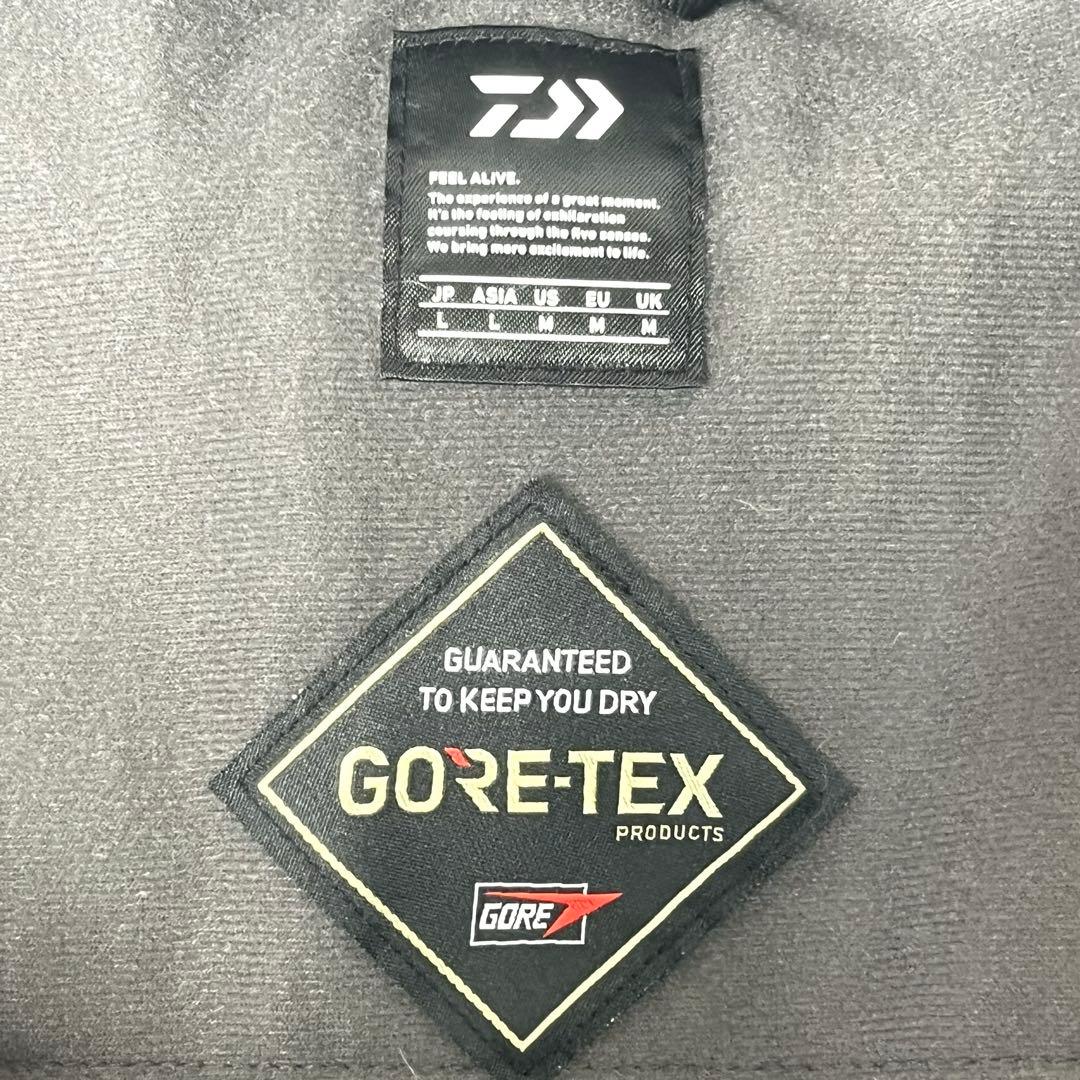 FEEL ALIVE.
The experience of a great moment.
It's the feeling of exhilaration
coursing through the five senses.
We bring more excitement to life.
JP ASIA US EU UK
L L M M M
GUARANTEED
TO KEEP YOU DRY
GORE-TEX
PRODUCTS
GORE